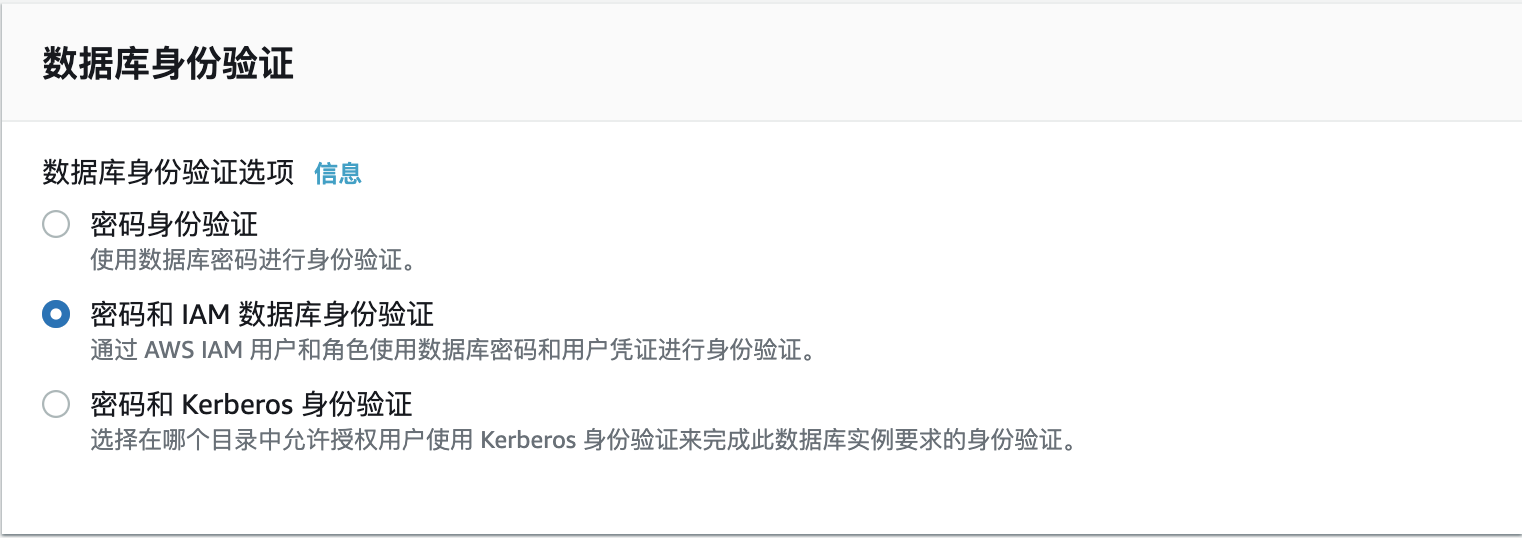 数据库身份验证
数据库身份验证选项 信息
密码身份验证
使用数据库密码进行身份验证。
密码和 IAM 数据库身份验证
通过 AWS IAM 用户和角色使用数据库密码和用户凭证进行身份验证。
密码和 Kerberos 身份验证
选择在哪个目录中允许授权用户使用 Kerberos 身份验证来完成此数据库实例要求的身份验证。